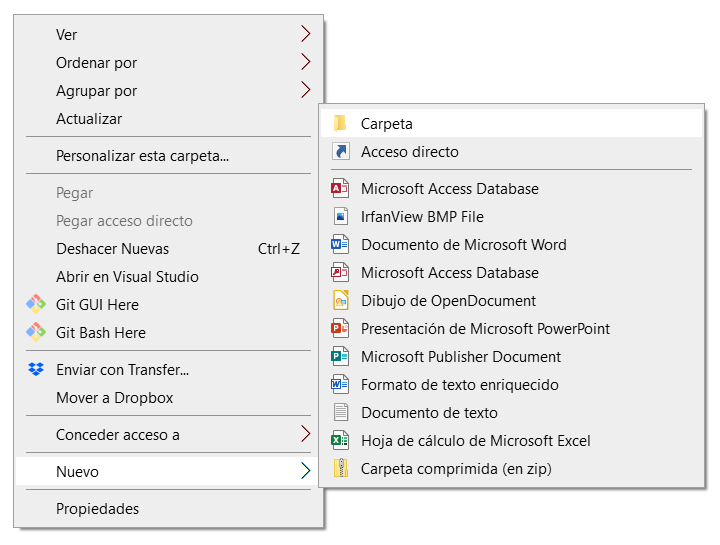 Ver
Ordenar por
Agrupar por
Actualizar
Personalizar esta carpeta...
Pegar
Pegar acceso directo
Deshacer Nuevas Ctrl+Z
Abrir en Visual Studio
Git GUI Here
Git Bash Here
Enviar con Transfer...
Mover a Dropbox
Conceder acceso a
Nuevo
Propiedades
Carpeta
Acceso directo
Microsoft Access Database
IrfanView BMP File
Documento de Microsoft Word
Microsoft Access Database
Dibujo de OpenDocument
Presentación de Microsoft PowerPoint
Microsoft Publisher Document
Formato de texto enriquecido
Documento de texto
Hoja de cálculo de Microsoft Excel
Carpeta comprimida (en zip)